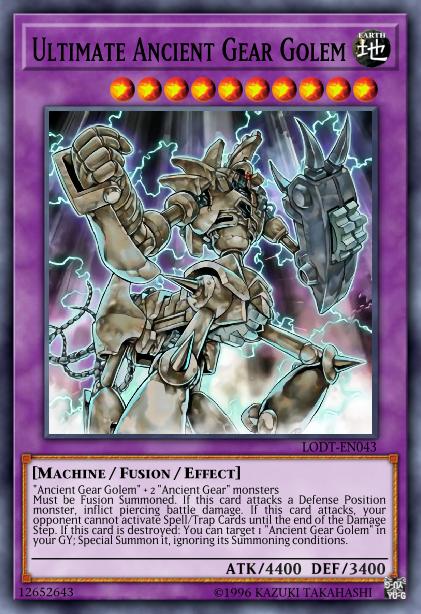 ULTIMATE ANCIENT GEAR GOLEM
EARTH
地
LODT-EN043
[MACHINE / FUSION / EFFECT]
"Ancient Gear Golem" + 2 "Ancient Gear" monsters
Must be Fusion Summoned. If this card attacks a Defense Position
monster, inflict piercing battle damage. If this card attacks, your
opponent cannot activate Spell/Trap Cards until the end of the Damage
Step. If this card is destroyed: You can target 1 "Ancient Gear Golem" in
your GY; Special Summon it, ignoring its Summoning conditions.
ATK/4400 DEF/3400
12652643
©1996 KAZUKI TAKAHASHI